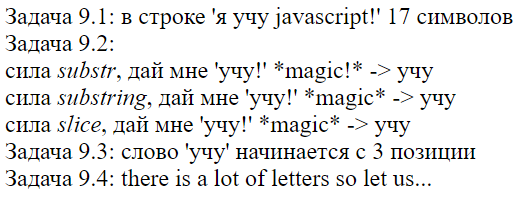 Задача 9.1: в строке 'я учу javascript!' 17 символов
Задача 9.2:
сила substr, дай мне 'учу!' *magic!* -> учу
сила substring, дай мне 'учу!' *magic* -> учу
сила slice, дай мне 'учу!' *magic* -> учу
Задача 9.3: слово 'учу' начинается с 3 позиции
Задача 9.4: there is a lot of letters so let us...